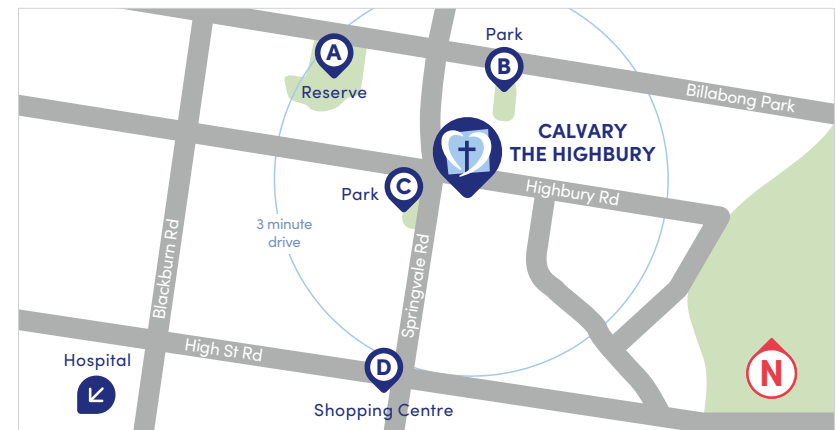 A
Reserve
Park
B
Billabong Park
CALVARY
THE HIGHBURY
Highbury Rd
Park
C
3 minute
drive
Blackburn Rd
Springvale Rd
High St Rd
Hospital
D
Shopping Centre
N